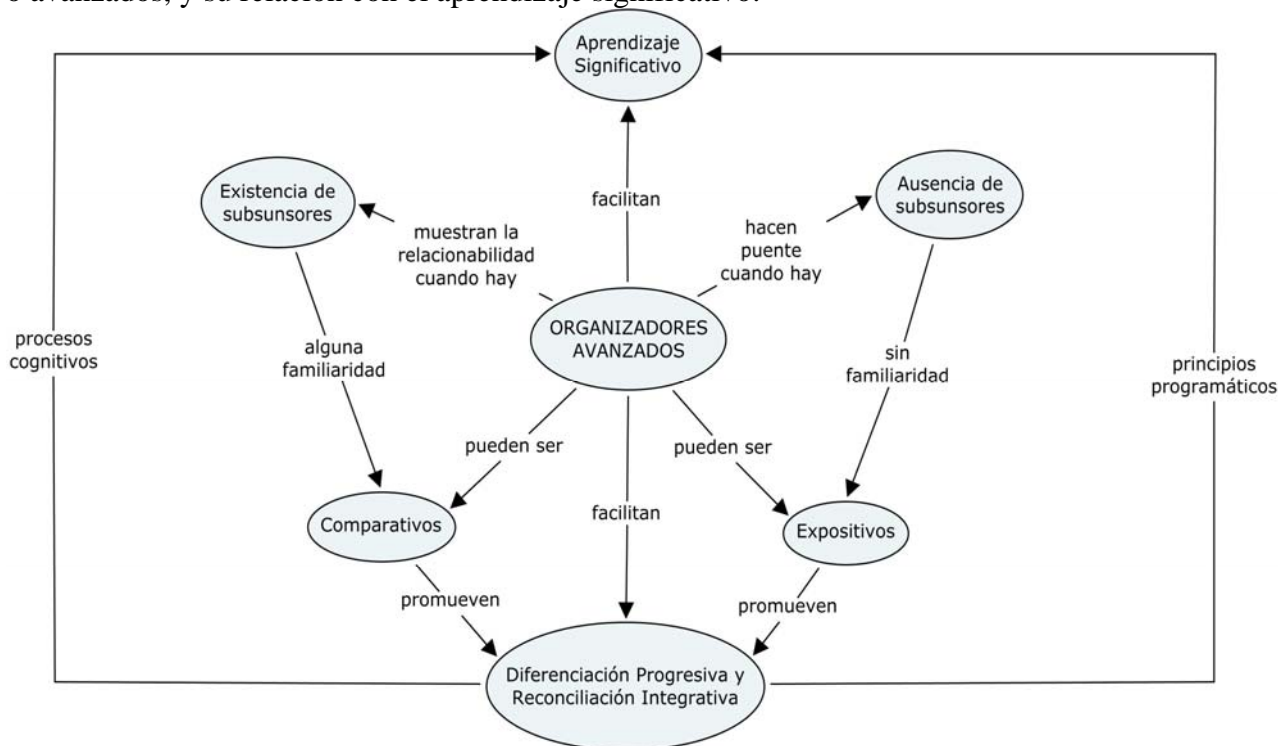 o avanzados, y su relación con el aprendizaje significativo.
Aprendizaje
Significativo
Existencia de
subsunsores
Ausencia de
subsunsores
facilitan
muestran la
relacionabilidad
cuando hay
hacen
puente
cuando hay
ORGANIZADORES
AVANZADOS
procesos
cognitivos
alguna
familiaridad
sin
familiaridad
principios
programáticos
pueden ser
pueden ser
Comparativos
facilitan
Expositivos
promueven
promueven
Diferenciación Progresiva y
Reconciliación Integrativa